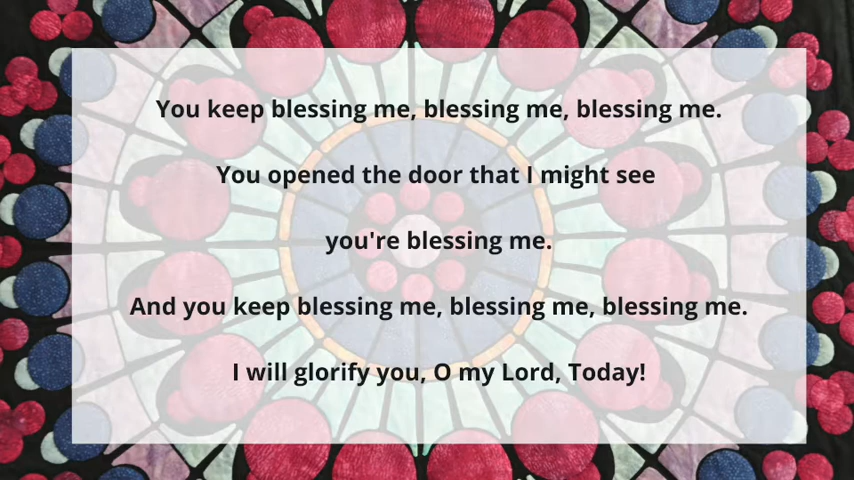 You keep blessing me, blessing me, blessing me.
You opened the door that I might see
you're blessing me.
And you keep blessing me, blessing me, blessing me.
I will glorify you, O my Lord, Today!